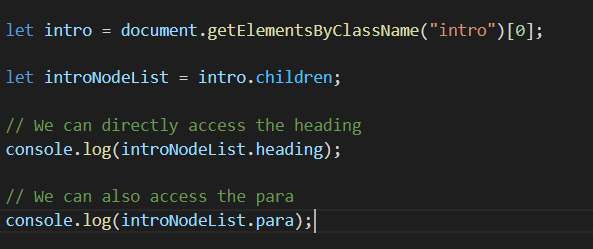 let intro = document.getElementsByClassName("intro")[0];
let introNodeList = intro.children;
// We can directly access the heading
console.log(introNodeList.heading);
// We can also access the para
console.log(introNodeList.para);